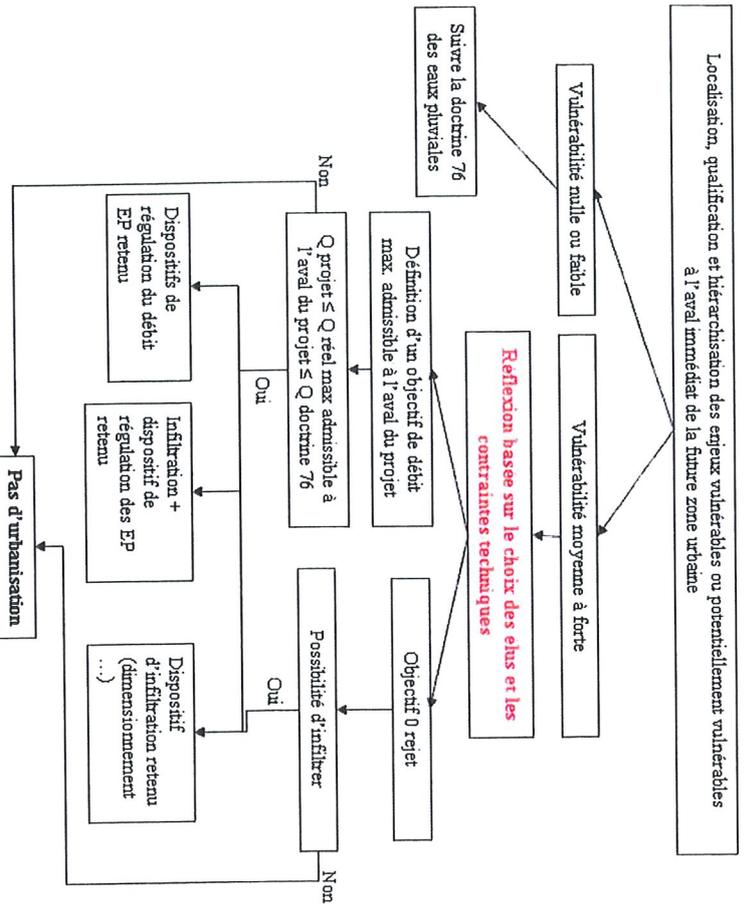 Localisation, qualification et hiérarchisation des enjeux vulnérables ou potentiellement vulnérables
à l'aval immédiat de la future zone urbaine
Vulnérabilité nulle ou faible
Vulnérabilité moyenne à forte
Suivre la doctrine 76
des eaux pluviales
Réflexion basee sur le choix des elus et les
contraintes techniques
Définition d'un objectif de débit
max. admissible à l'aval du projet
Objectif 0 rejet
Non
Q projet ≤ Q réel max admissible à
l'aval du projet ≤ Q doctrine 76
Possibilité d'infiltrer
Non
Oui
Oui
Dispositifs de
régulation du débit
EP retenu
Infiltration +
dispositif de
régulation des EP
retenu
Dispositif
d'infiltration retenu
(dimensionnement
…)
Pas d'urbanisation